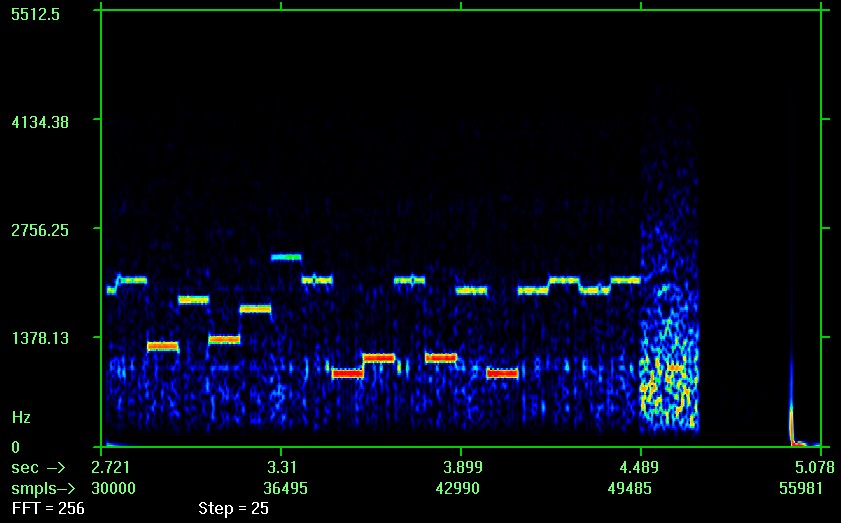 5512.5
4134.38
2756.25
1378.13
Hz
0
sec -> 2.721 3.31 3.899 4.489 5.078
smpls-> 30000 36495 42990 49485 55981
FFT = 256 Step = 25